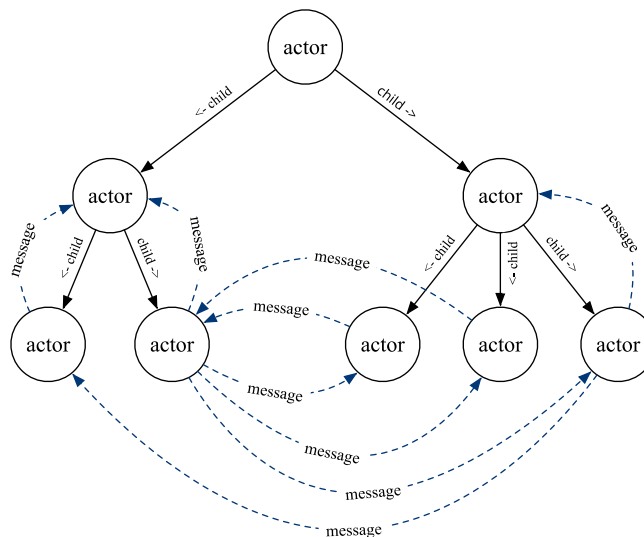 actor
<- child
child ->
actor
actor
message
message
message
<- child
child ->
<- child
<- child
child ->
message
message
actor
actor
actor
actor
actor
message
message
message
message